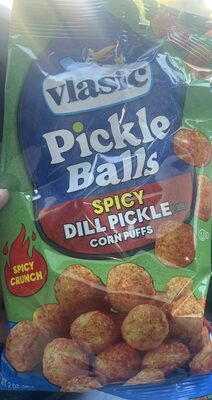 Vlasic
Pickle
Balls
SPICY
DILL PICKLE
CORN PUFFS
SPICY
CRUNCH